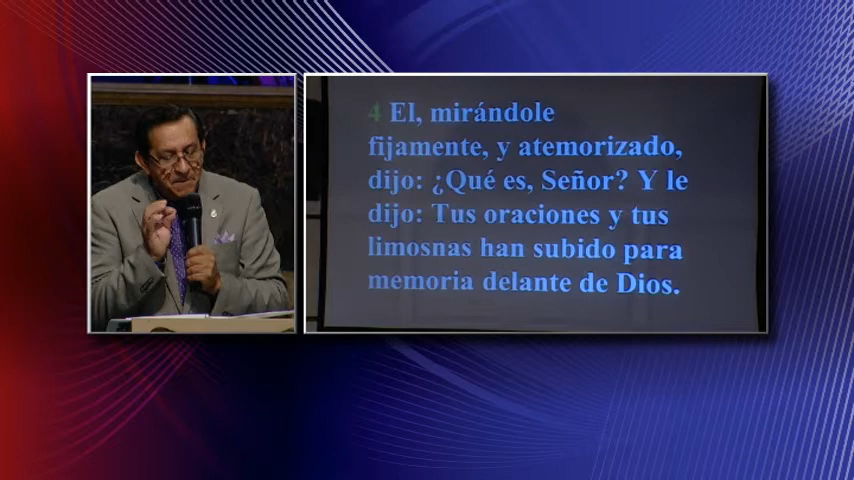 4 El, mirándole
fijamente, y atemorizado,
dijo: ¿Qué es, Señor? Y le
dijo: Tus oraciones y tus
limosnas han subido para
memoria delante de Dios.